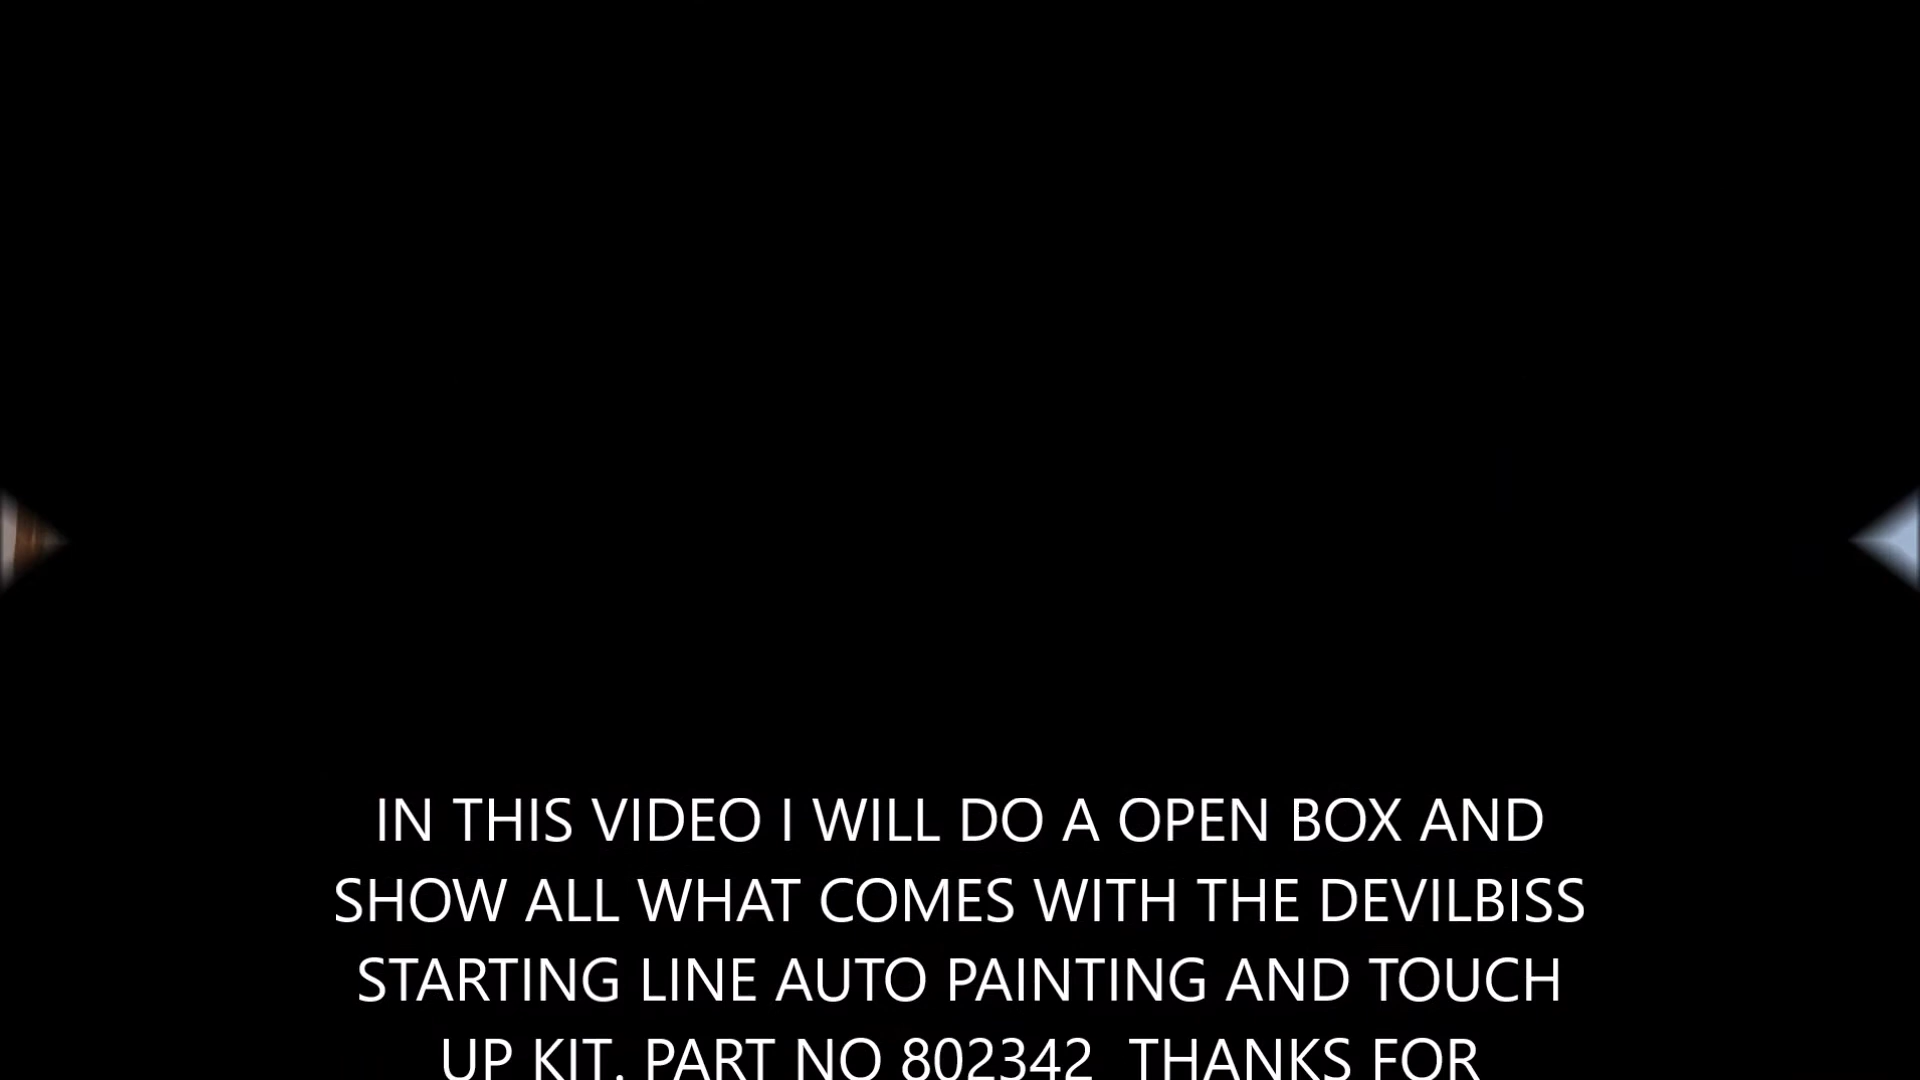 IN THIS VIDEO I WILL DO A OPEN BOX AND
SHOW ALL WHAT COMES WITH THE DEVILBISS
STARTING LINE AUTO PAINTING AND TOUCH
UP KIT. PART NO 802342 THANKS FOR